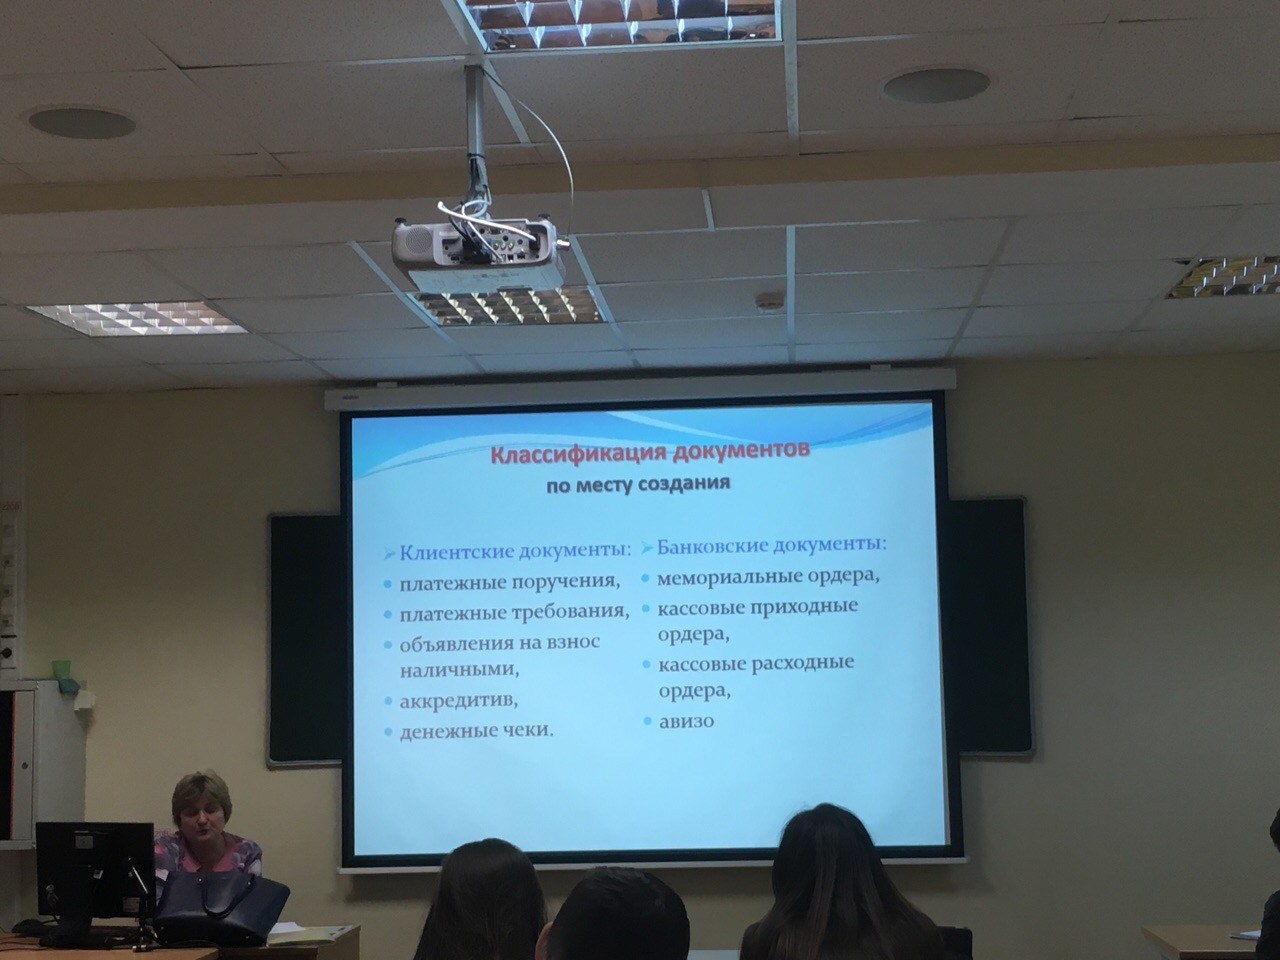 Классификация документов
по месту создания
Клиентские документы:
платежные поручения,
платежные требования,
объявления на взнос
наличными,
аккредитив,
денежные чеки.
Банковские документы:
мемориальные ордера,
кассовые приходные
ордера,
кассовые расходные
ордера,
авизо